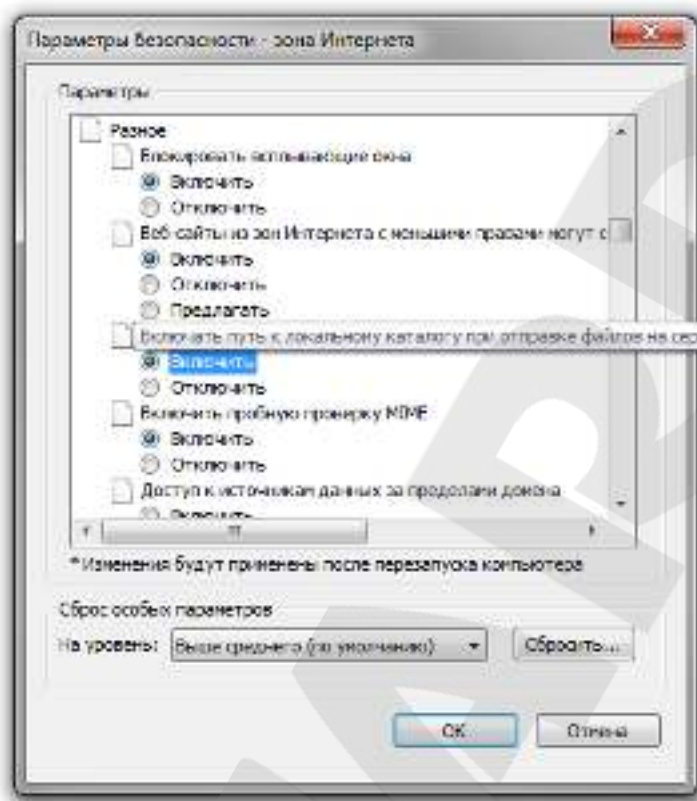 Параметры безопасности - зона Интернета
Параметры
Разное
Блокировать всплывающие окна
Включить
Отключить
Веб-сайты из зон Интернета с меньшими правами могут с
Включить
Отключить
Предлагать
Включать путь к локальному каталогу при отправке файлов на сер
Включить
Отключить
Включить пробную проверку MIME
Включить
Отключить
Доступ к источникам данных за пределами домена
Включить
*Изменения будут применены после перезапуска компьютера
Сброс особых параметров
На уровень: Выше среднего (по умолчанию) Сбросить...
ОК Отмена